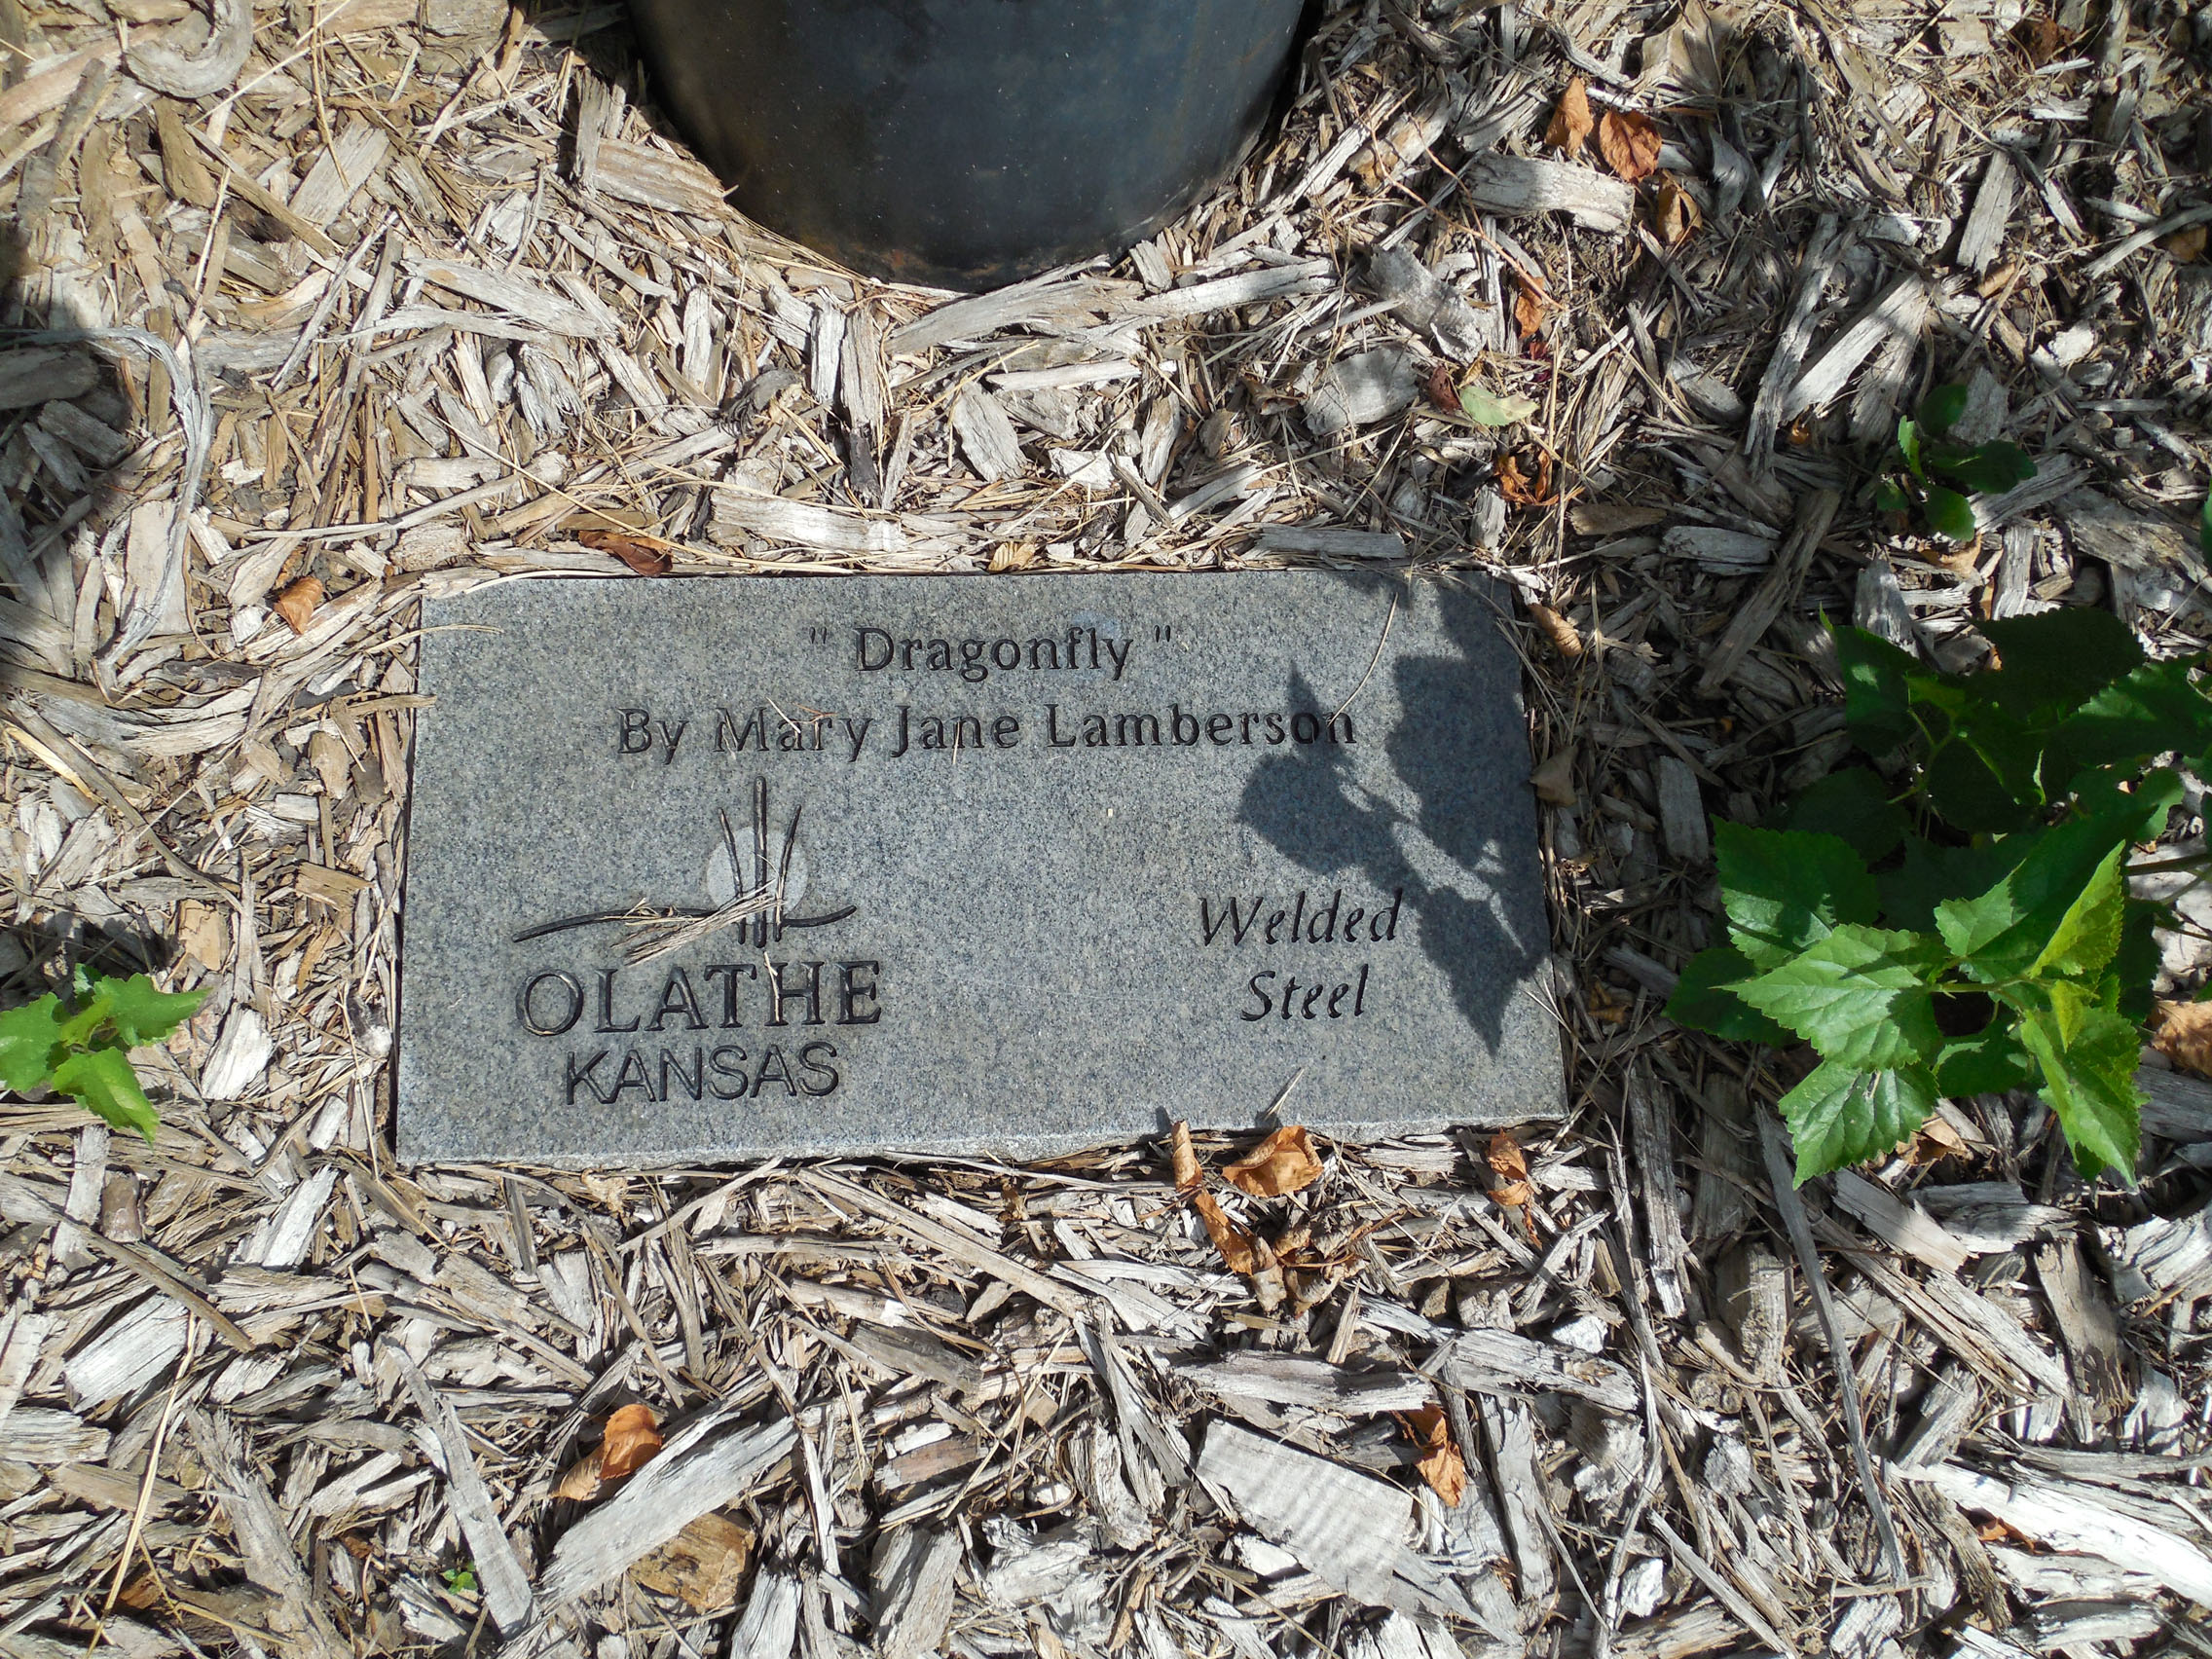 " Dragonfly "
By Mary Jane Lamberson
OLATHE
KANSAS
Welded
Steel